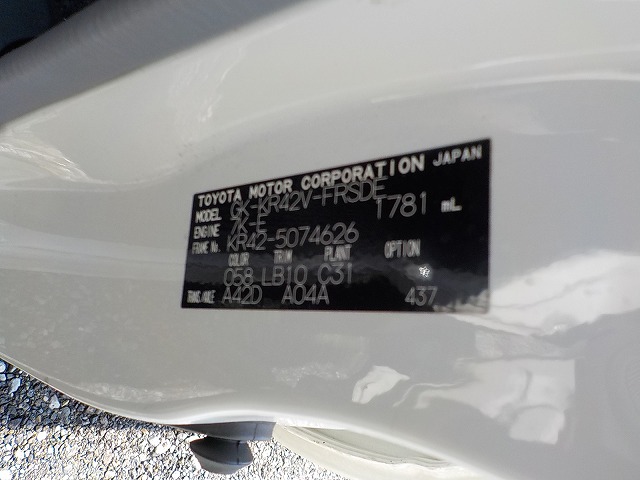 TOYOTA MOTOR CORPORATION JAPAN
MODEL GK-KR42V-FRSDE
ENGINE 7K-E 1781 mL
FRAME No. KR42-5074626
COLOR TRIM PLANT OPTION
058 LB10 C31
TRANS/AXLE A42D A04A 437